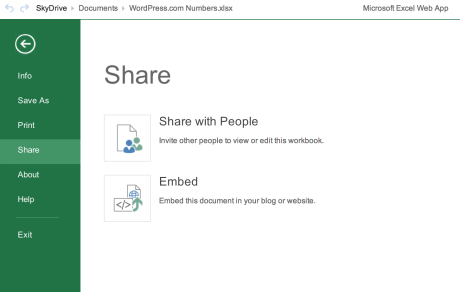 SkyDrive ▸ Documents ▸ WordPress.com Numbers.xlsx
Microsoft Excel Web App
Info
Save As
Print
Share
About
Help
Exit
Share
Share with People
Invite other people to view or edit this workbook.
Embed
Embed this document in your blog or website.